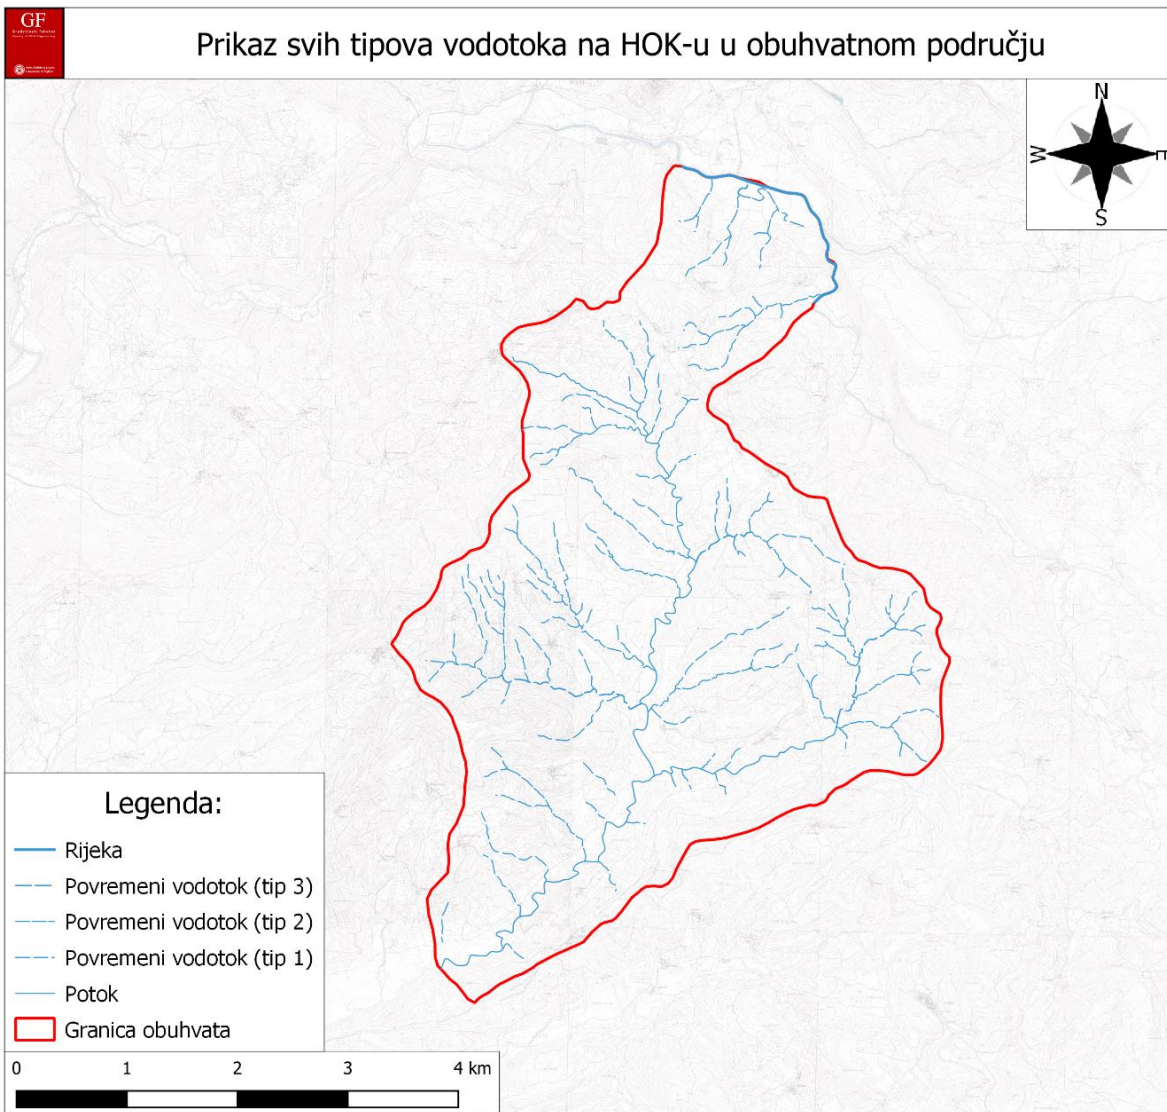 GF
Prikaz svih tipova vodotoka na HOK-u u obuhvatnom području
N
W
E
S
Legenda:
Rijeka
Povremeni vodotok (tip 3)
Povremeni vodotok (tip 2)
Povremeni vodotok (tip 1)
Potok
Granica obuhvata
0 1 2 3 4 km